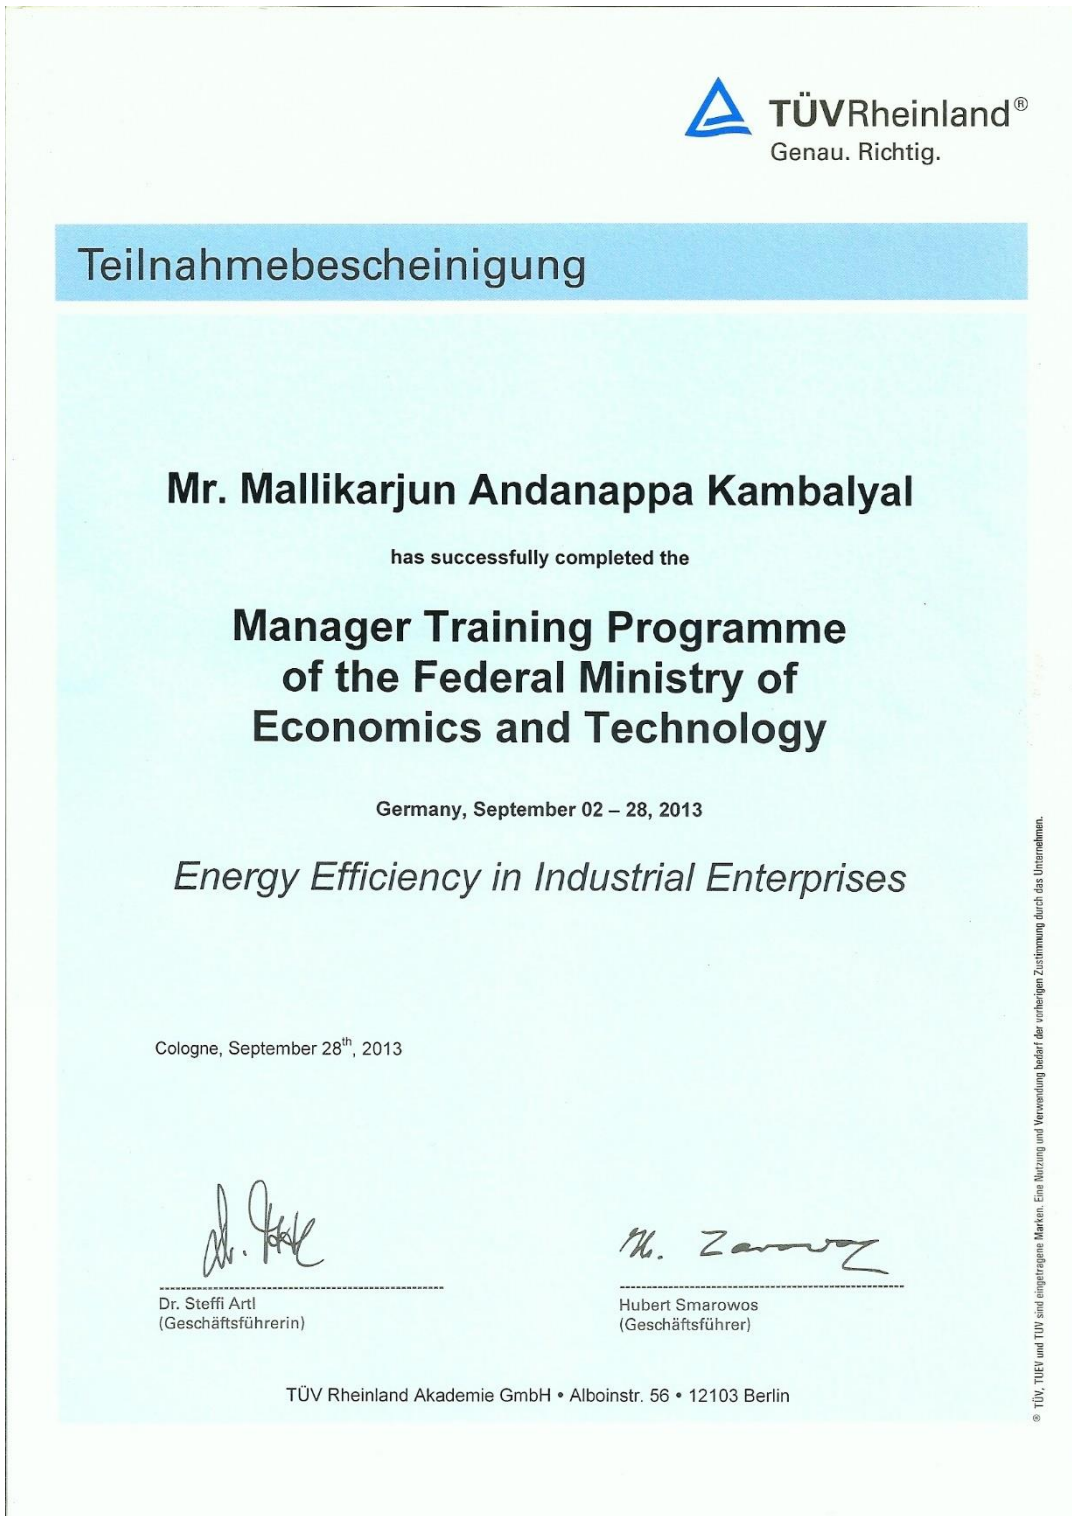 TÜVRheinland®
Genau. Richtig.
Teilnahmebescheinigung
Mr. Mallikarjun Andanappa Kambalyal
has successfully completed the
Manager Training Programme
of the Federal Ministry of
Economics and Technology
Germany, September 02 – 28, 2013
Energy Efficiency in Industrial Enterprises
Cologne, September 28th, 2013
Dr. Steffi Artl
(Geschäftsführerin)
Hubert Smarowos
(Geschäftsführer)
TÜV Rheinland Akademie GmbH • Alboinstr. 56 • 12103 Berlin
® TÜV, TUEV und TUV sind eingetragene Marken. Eine Nutzung und Verwendung bedarf der vorherigen Zustimmung durch das Unternehmen.